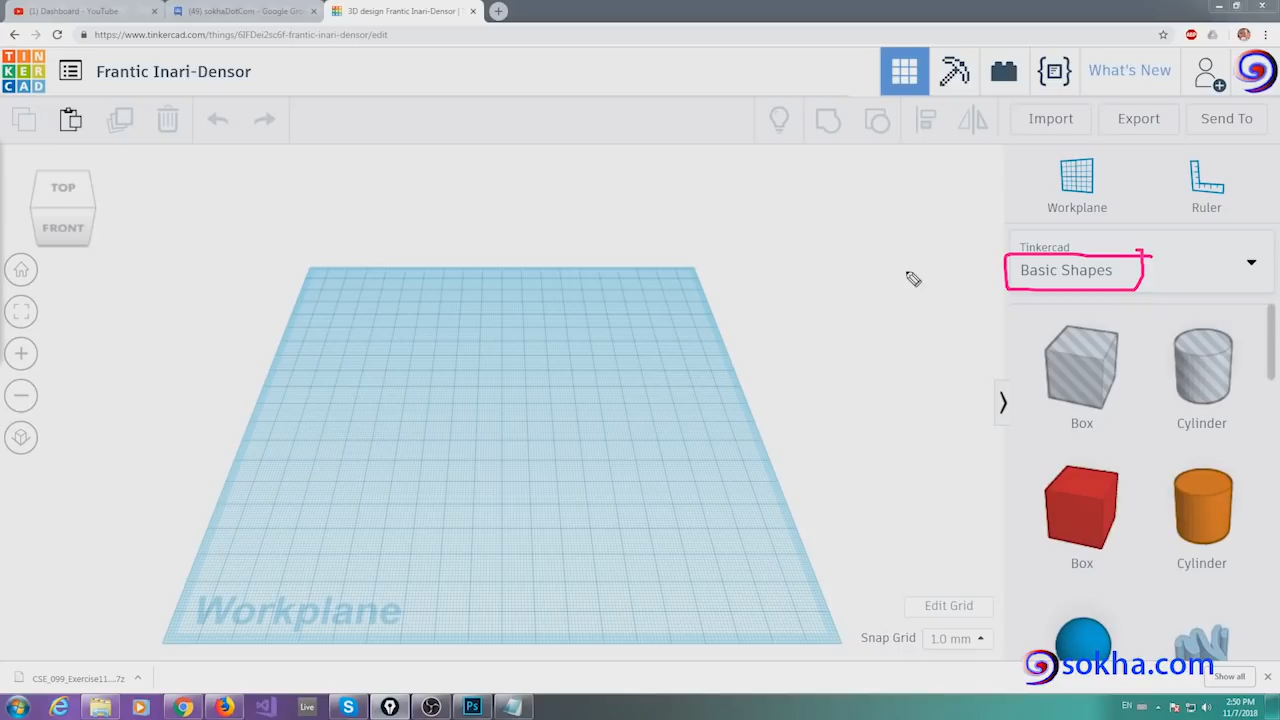 (1) Dashboard - YouTube
(49) sokhaDotCom - Google Gro
3D design Frantic Inari-Densor | T
https://www.tinkercad.com/things/6IFDei2sc6f-frantic-inari-densor/edit
TIN
KER
CAD
Frantic Inari-Densor
What's New
Import
Export
Send To
TOP
FRONT
Workplane
Ruler
Tinkercad
Basic Shapes
Box
Cylinder
Box
Cylinder
Workplane
Edit Grid
Snap Grid
1.0 mm
sokha.com
CSE_099_Exercise11....7z
Show all
Live
Ps
EN
2:50 PM
11/7/2018